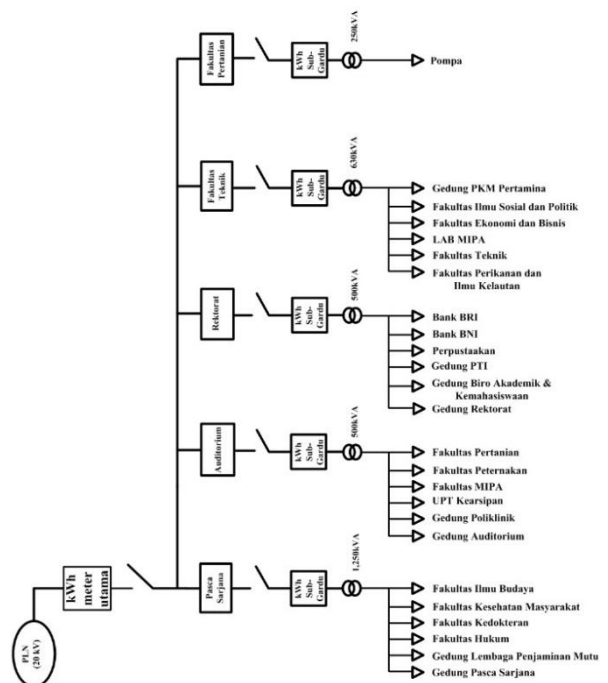 250kVA
Fakultas
Pertanian
kWh
Sub-
Gardu
Pompa
630kVA
Fakultas
Teknik
kWh
Sub-
Gardu
Gedung PKM Pertamina
Fakultas Ilmu Sosial dan Politik
Fakultas Ekonomi dan Bisnis
LAB MIPA
Fakultas Teknik
Fakultas Perikanan dan
Ilmu Kelautan
500kVA
Rektorat
kWh
Sub-
Gardu
Bank BRI
Bank BNI
Perpustaakan
Gedung PTI
Gedung Biro Akademik &
Kemahasiswaan
Gedung Rektorat
500kVA
Auditorium
kWh
Sub-
Gardu
Fakultas Pertanian
Fakultas Peternakan
Fakultas MIPA
UPT Kearsipan
Gedung Poliklinik
Gedung Auditorium
1,250kVA
Pasca
Sarjana
kWh
Sub-
Gardu
Fakultas Ilmu Budaya
Fakultas Kesehatan Masyarakat
Fakultas Kedokteran
Fakultas Hukum
Gedung Lembaga Penjaminan Mutu
Gedung Pasca Sarjana
kWh
meter
utama
PLN
(20 kV)